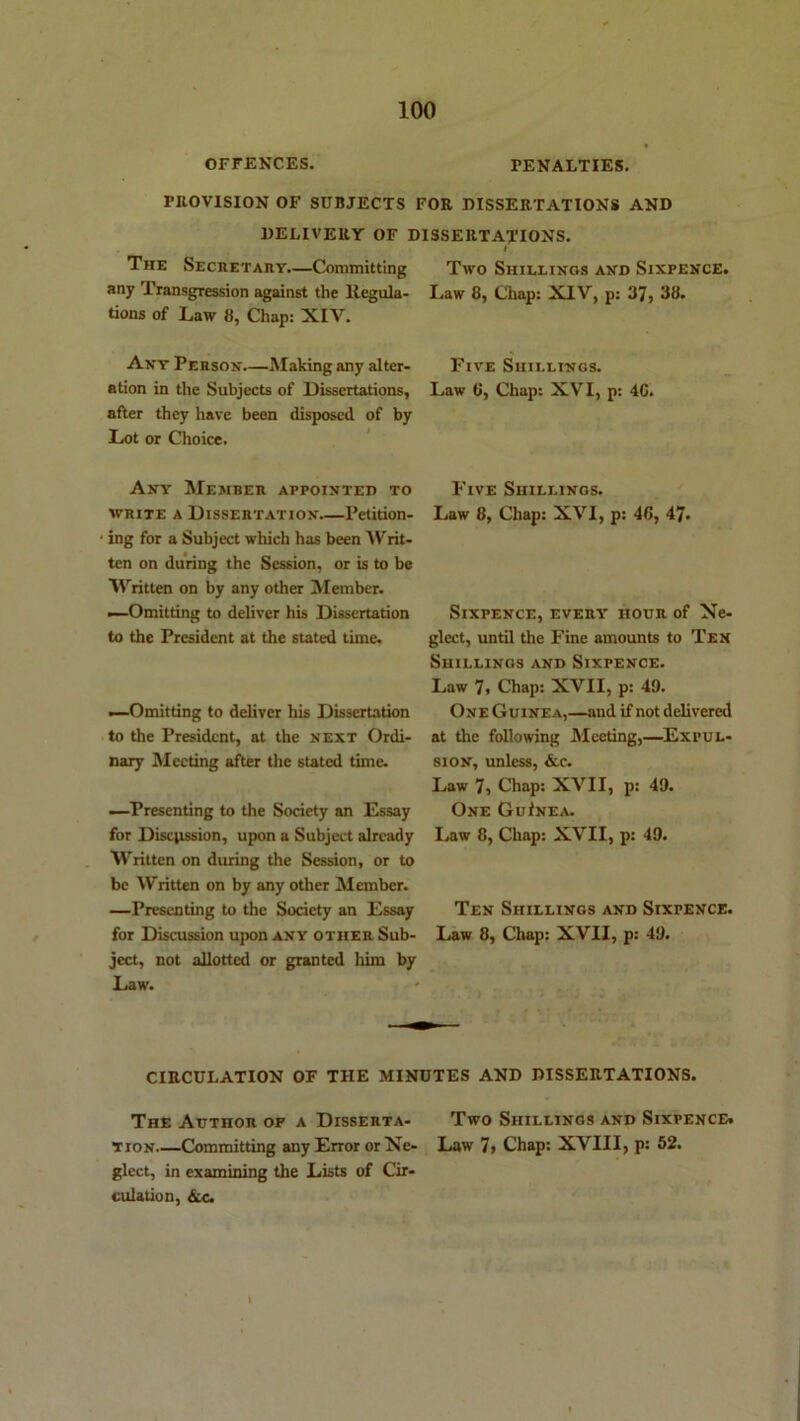 100
OFFENCES. PENALTIES.
PROVISION OF SUBJECTS FOR DISSERTATIONS AND
DELIVERY OF DISSERTATIONS.
The Secretary.—Committing
any Transgression against the Regula-
tions of Law 8, Chap: XIV.
Two Shillings and Sixpence.
Law 8, Chap: XIV, p: 37, 38.
Any Person.—Making any alter-
ation in the Subjects of Dissertations,
after they have been disposed of by
Lot or Choice.
Five Shillings.
Law 6, Chap: XVI, p: 46.
Any Member appointed to
write a Dissertation.—Petition-
ing for a Subject which has been Writ-
ten on during the Session, or is to be
Written on by any other Member.
Five Shillings.
Law 8, Chap: XVI, p: 46, 47.
—Omitting to deliver his Dissertation
to the President at the stated time.
Sixpence, every hour of Ne-
glect, until the Fine amounts to Ten
Shillings and Sixpence.
Law 7, Chap: XVII, p: 49.
—Omitting to deliver his Dissertation
to the President, at the next Ordi-
nary Meeting after the stated time.
One Guinea,—and if not delivered
at the following Meeting,—Expul-
sion, unless, &c.
Law 7, Chap: XVII, p: 49.
—Presenting to the Society an Essay
for Discussion, upon a Subject already
Written on during the Session, or to
be Written on by any other Member.
One Guinea.
Law 8, Chap: XVII, p: 49.
—Presenting to the Society an Essay
for Discussion upon any other Sub-
ject, not allotted or granted him by
Law.
Ten Shillings and Sixpence.
Law 8, Chap: XVII, p: 49.
CIRCULATION OF THE MINUTES AND DISSERTATIONS.
The Author of a Disserta-
tion.—Committing any Error or Ne-
glect, in examining the Lists of Cir-
culation, &c.
Two Shillings and Sixpence.
Law 7, Chap: XVIII, p: 52.